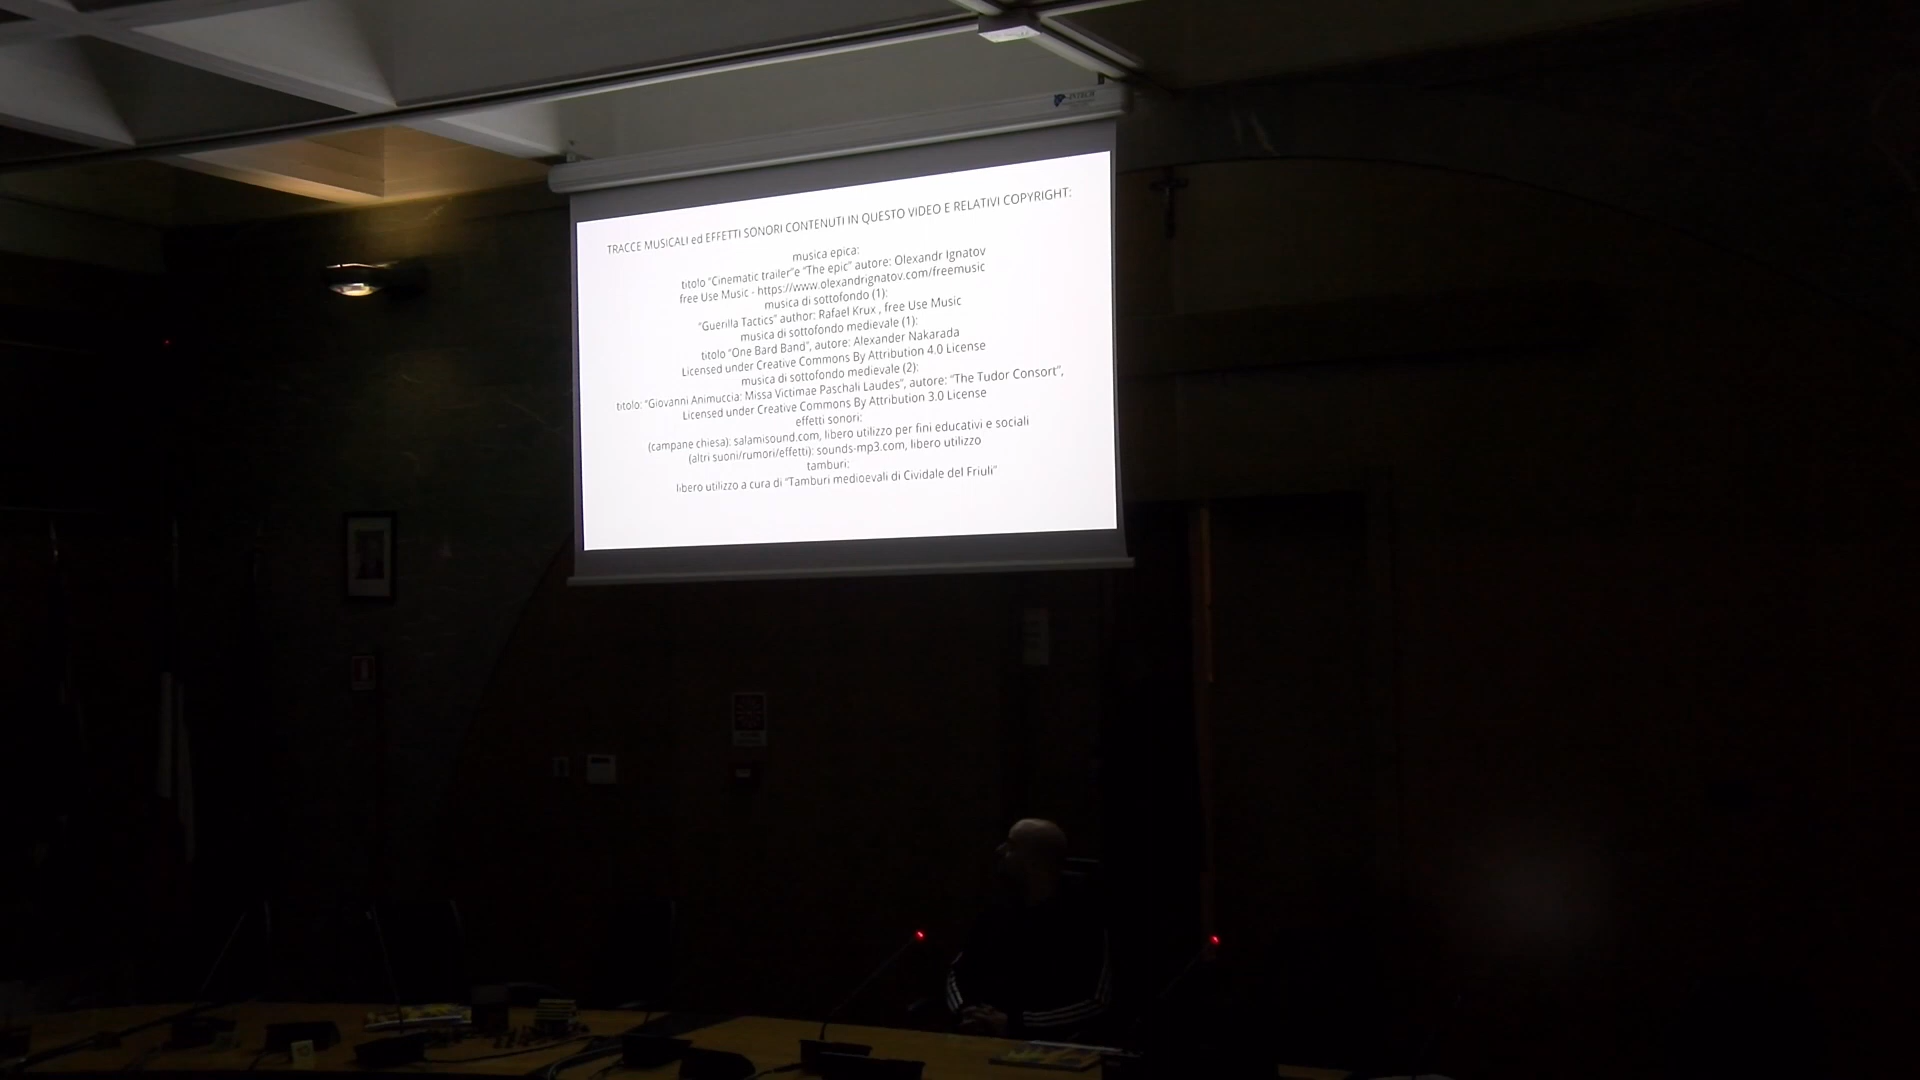 INTECH
TRACCE MUSICALI ed EFFETTI SONORI CONTENUTI IN QUESTO VIDEO E RELATIVI COPYRIGHT:
musica epica:
titolo “Cinematic trailer”e “The epic” autore: Olexandr Ignatov
free Use Music - https://www.olexandrignatov.com/freemusic
musica di sottofondo (1):
“Guerilla Tactics” author: Rafael Krux , free Use Music
musica di sottofondo medievale (1):
titolo “One Bard Band”, autore: Alexander Nakarada
Licensed under Creative Commons By Attribution 4.0 License
musica di sottofondo medievale (2):
titolo: “Giovanni Animuccia: Missa Victimae Paschali Laudes”, autore: “The Tudor Consort”,
Licensed under Creative Commons By Attribution 3.0 License
effetti sonori:
(campane chiesa): salamisound.com, libero utilizzo per fini educativi e sociali
(altri suoni/rumori/effetti): sounds-mp3.com, libero utilizzo
tamburi:
libero utilizzo a cura di “Tamburi medioevali di Cividale del Friuli”